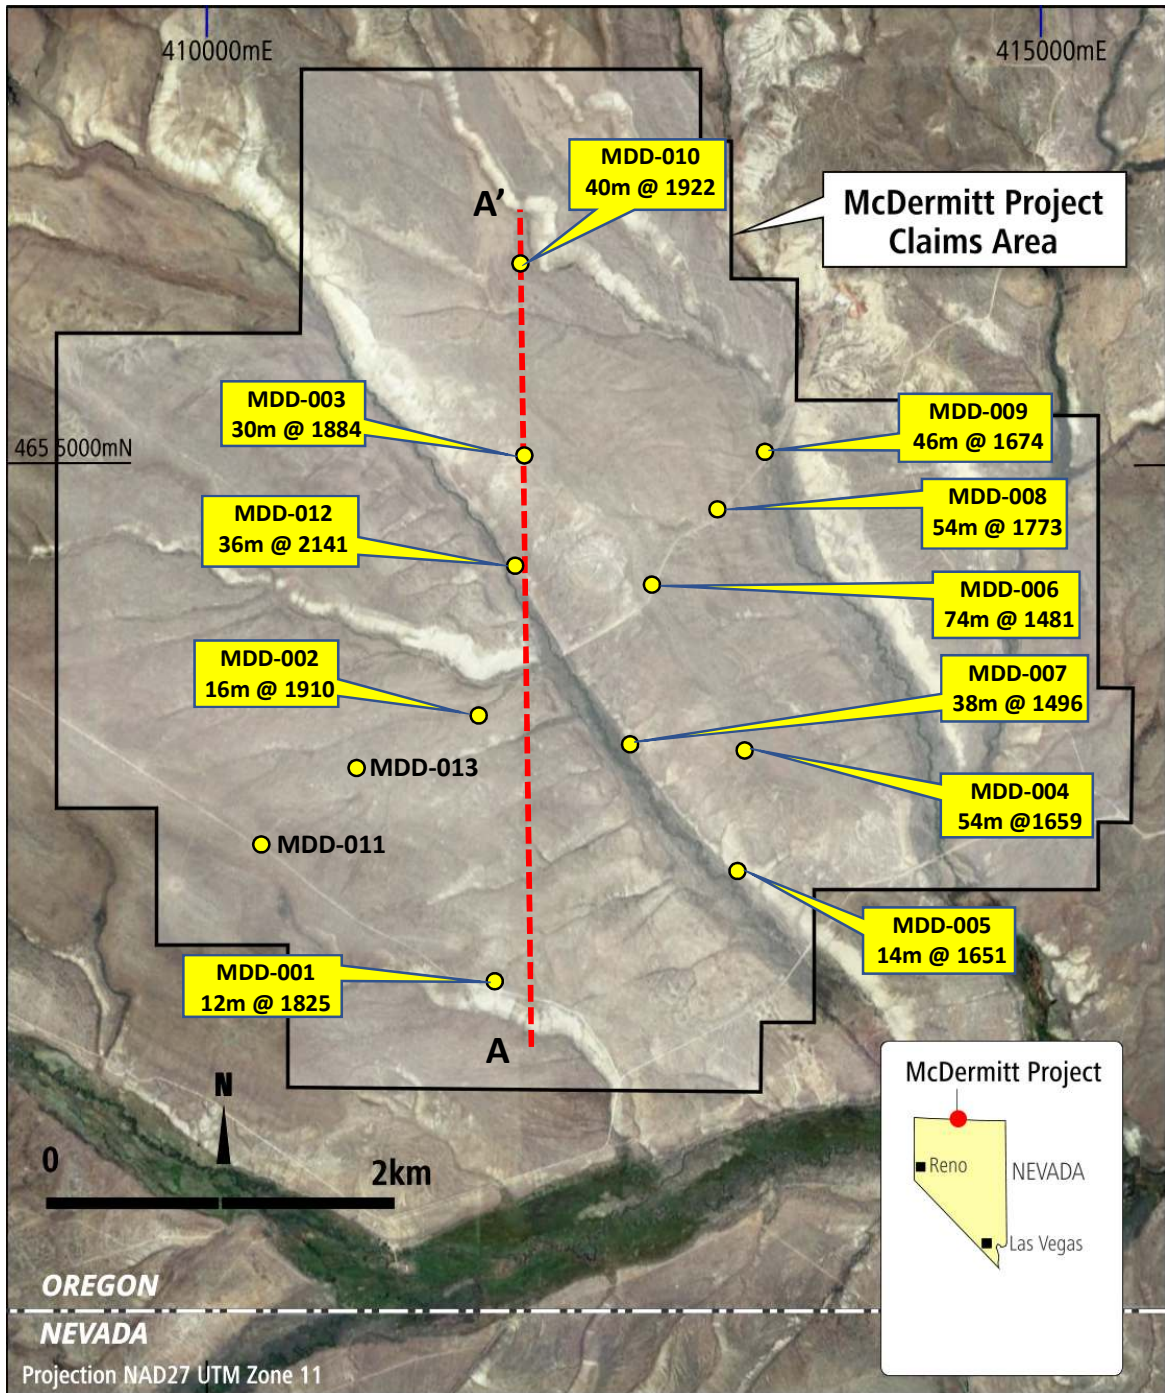 410000mE
415000mE
MDD-010
40m @ 1922
A’
McDermitt Project
Claims Area
MDD-003
30m @ 1884
MDD-009
46m @ 1674
465 5000mN
MDD-008
54m @ 1773
MDD-012
36m @ 2141
MDD-006
74m @ 1481
MDD-002
16m @ 1910
MDD-007
38m @ 1496
MDD-013
MDD-004
54m @1659
MDD-011
MDD-005
14m @ 1651
MDD-001
12m @ 1825
A
N
0
2km
McDermitt Project
Reno
NEVADA
Las Vegas
OREGON
NEVADA
Projection NAD27 UTM Zone 11